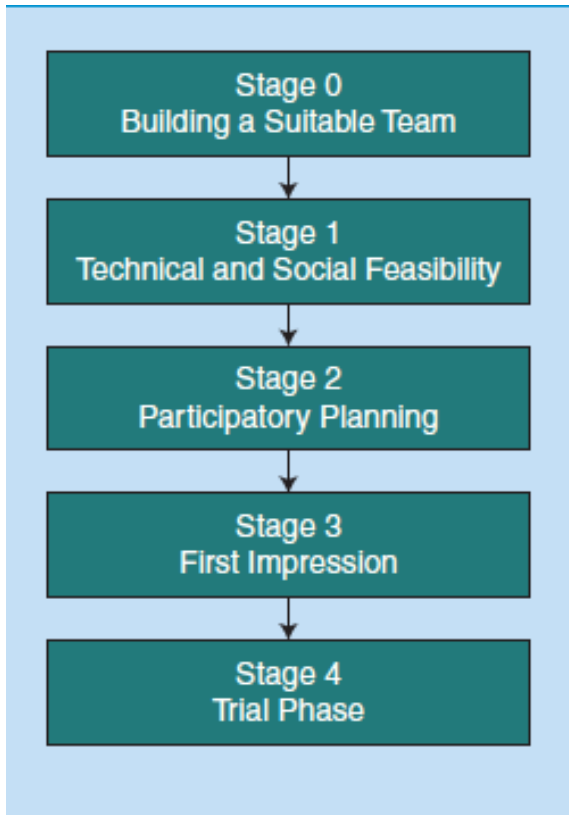 Stage 0
Building a Suitable Team
Stage 1
Technical and Social Feasibility
Stage 2
Participatory Planning
Stage 3
First Impression
Stage 4
Trial Phase